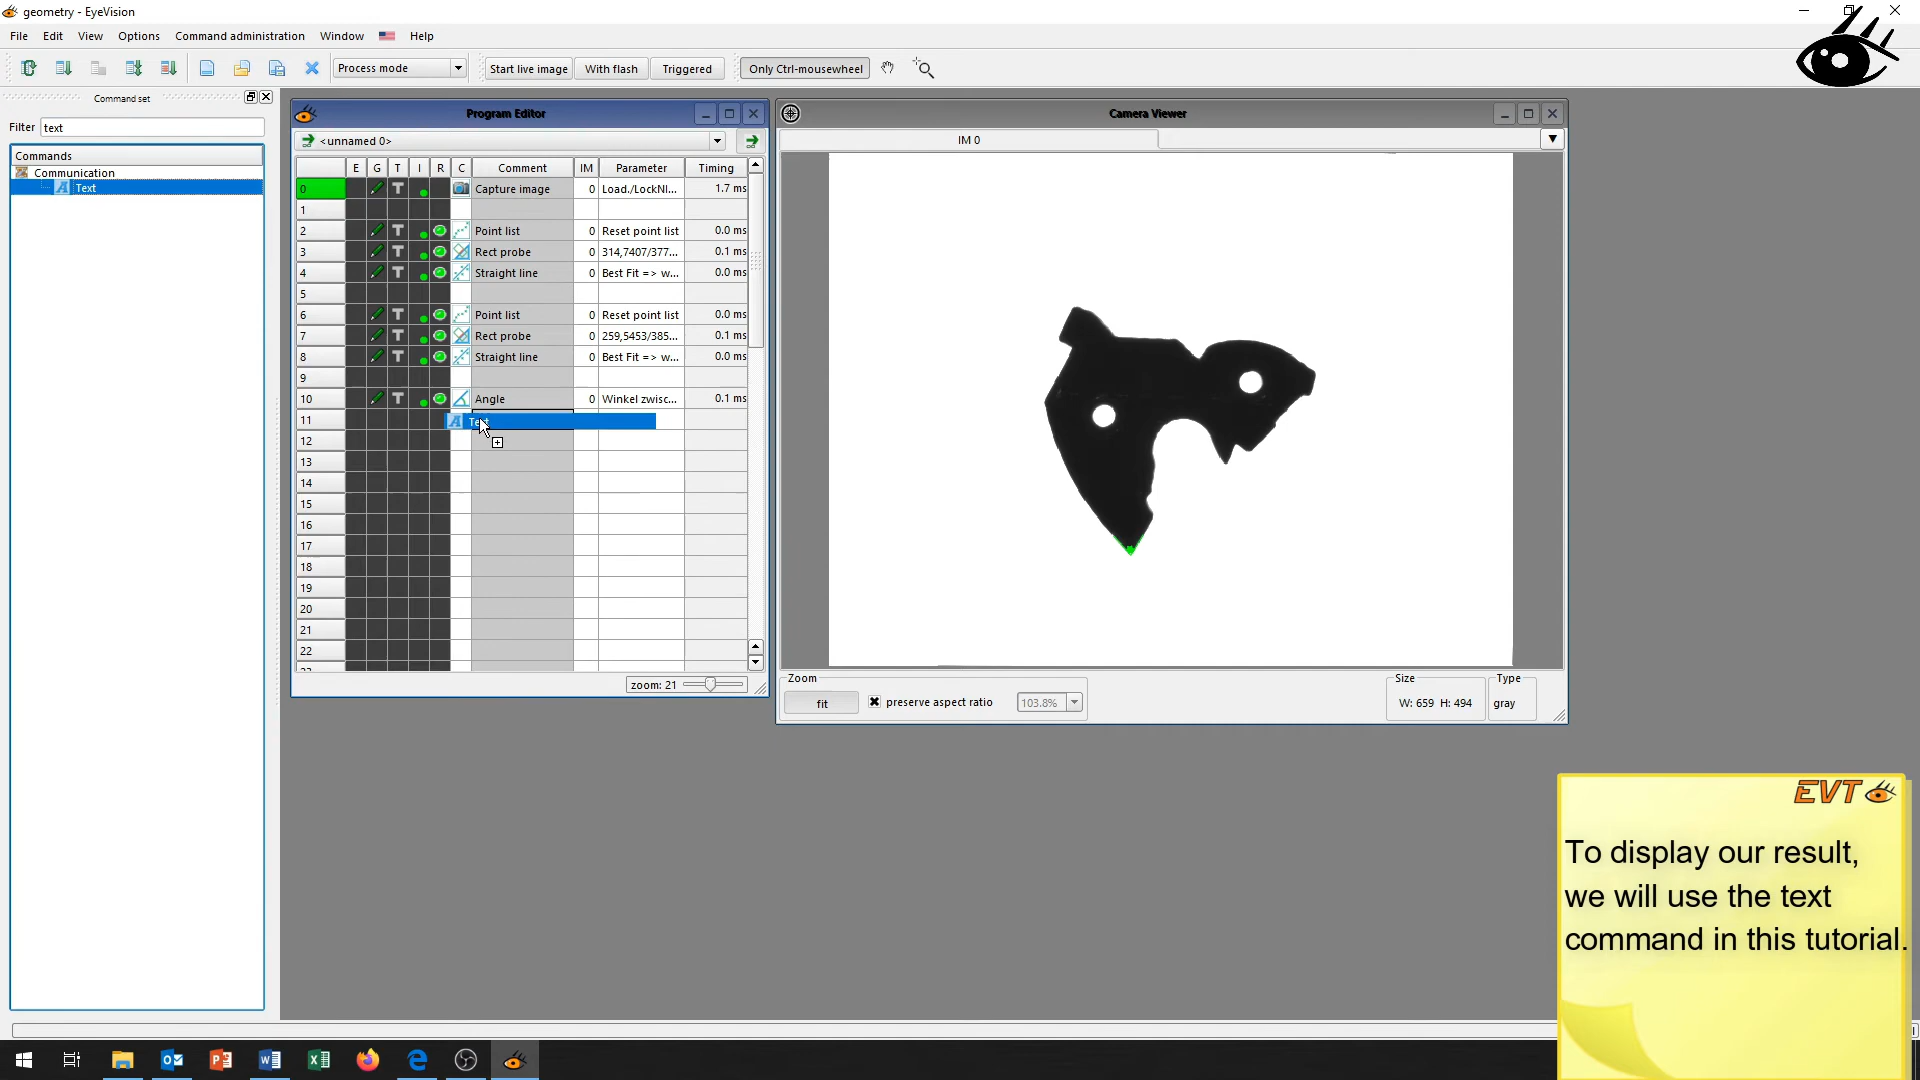 geometry - EyeVision
File Edit View Options Command administration Window Help
Process mode Start live image With flash Triggered Only Ctrl-mousewheel
Command set
Filter text
Commands
Communication
Text
Program Editor
<unnamed 0>
E G T I R C Comment IM Parameter Timing
0 T Capture image 0 Load./LockNI... 1.7 ms
1
2 T Point list 0 Reset point list 0.0 ms
3 T Rect probe 0 314,7407/377... 0.1 ms
4 T Straight line 0 Best Fit => w... 0.0 ms
5
6 T Point list 0 Reset point list 0.0 ms
7 T Rect probe 0 259,5453/385... 0.1 ms
8 T Straight line 0 Best Fit => w... 0.0 ms
9
10 T Angle 0 Winkel zwisc... 0.1 ms
11 Text
12
13
14
15
16
17
18
19
20
21
22
zoom: 21
Camera Viewer
IM 0
Zoom
fit preserve aspect ratio 103.8%
Size
W: 659 H: 494
Type
gray
EVT
To display our result,
we will use the text
command in this tutorial.